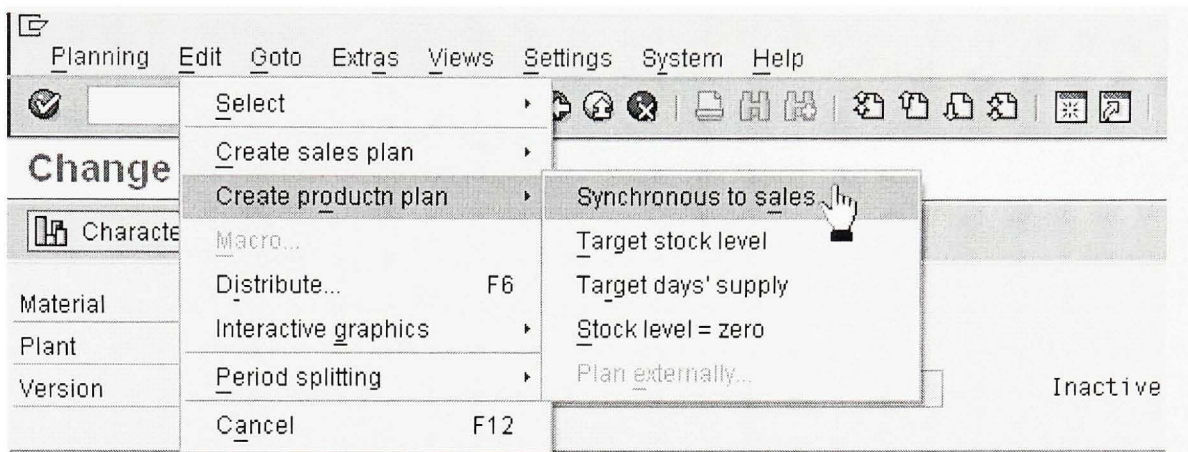 Planning Edit Goto Extras Views Settings System Help
Select
Create sales plan
Change
Create productn plan
Synchronous to sales
Characte
Macro...
Target stock level
Distribute... F6
Target days' supply
Material
Interactive graphics
Stock level = zero
Plant
Period splitting
Plan externally...
Version
Inactive
Cancel F12